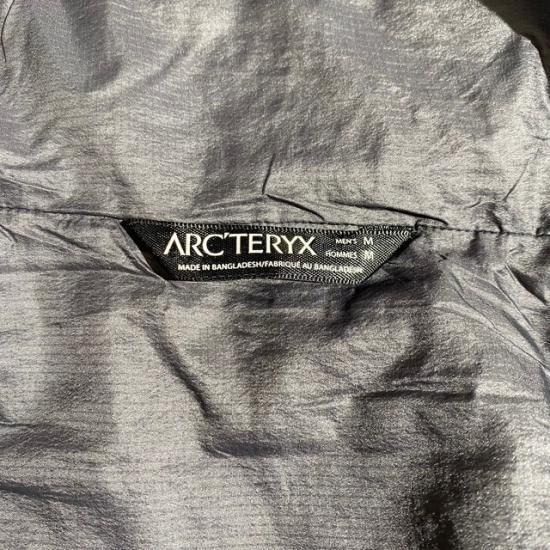 ARC'TERYX MEN'S M
HOMMES M
MADE IN BANGLADESH/FABRIQUÉ AU BANGLADESH